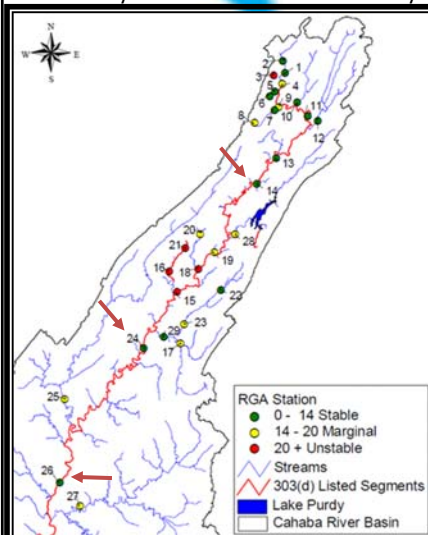 N
W E
S
2
1
3
4
5
6
9
11
7
10
8
12
13
14
20
21
28
18
19
16
15
22
23
29
24
17
25
26
27
RGA Station
0 - 14 Stable
14 - 20 Marginal
20 + Unstable
Streams
303(d) Listed Segments
Lake Purdy
Cahaba River Basin